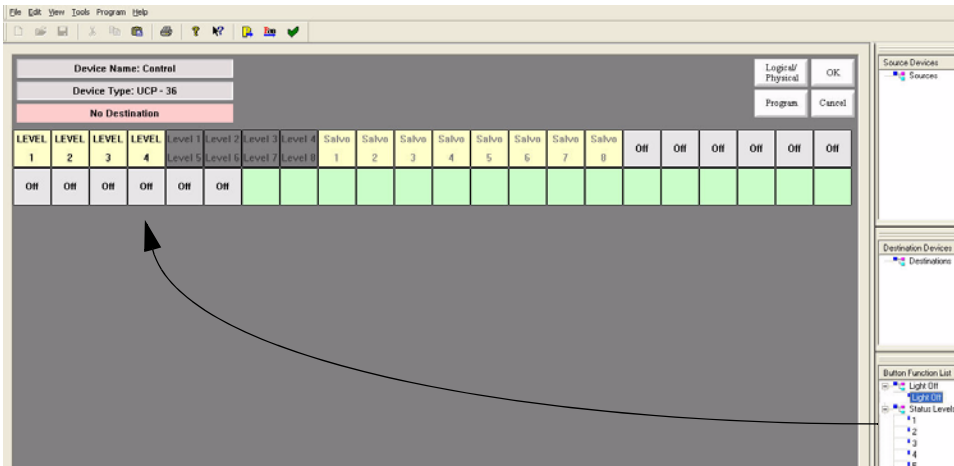 File Edit View Tools Program Help
Device Name: Control
Device Type: UCP - 36
No Destination
Logical/
Physical
OK
Program
Cancel
LEVEL LEVEL LEVEL LEVEL Level 1 Level 2 Level 3 Level 4 Salvo Salvo Salvo Salvo Salvo Salvo Salvo Salvo Off Off Off Off Off Off
1 2 3 4 Level 5 Level 6 Level 7 Level 8 1 2 3 4 5 6 7 8
Off Off Off Off Off Off
Source Devices
Sources
Destination Devices
Destinations
Button Function List
Light Off
Light Off
Status Levels
1
2
3
4